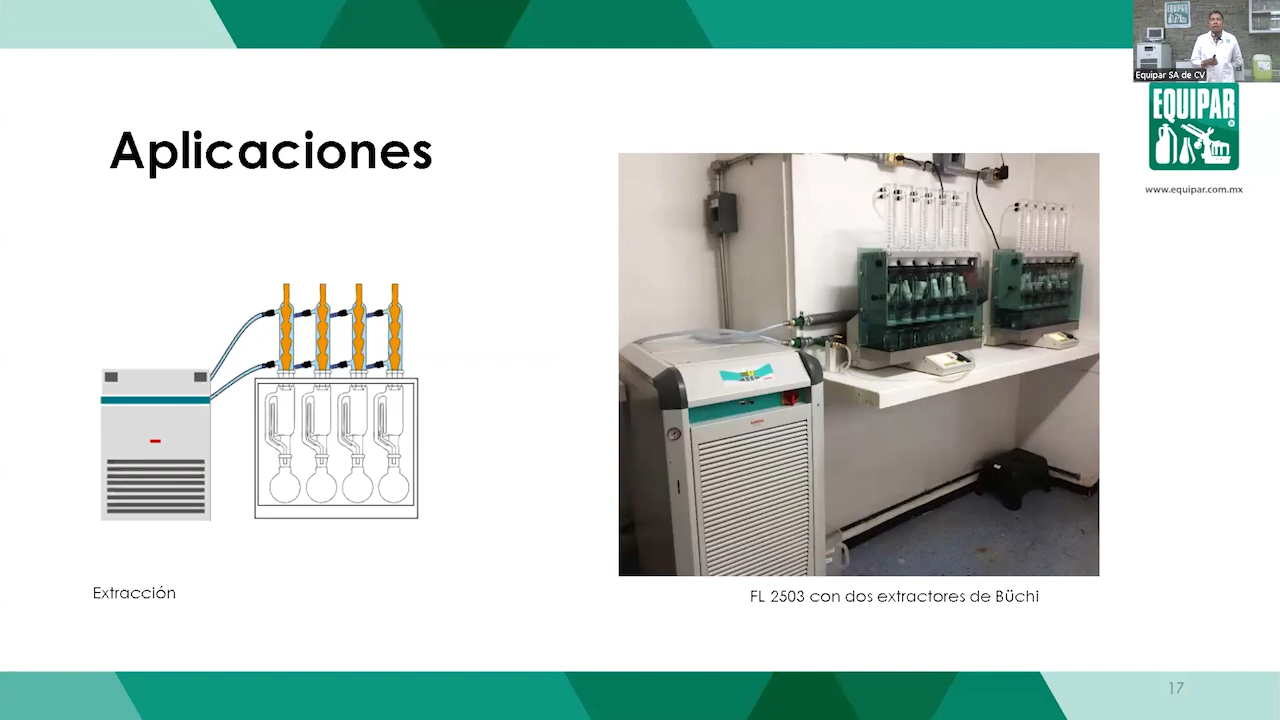 Equipar SA de CV
EQUIPAR
www.equipar.com.mx
Aplicaciones
Extracción
FL 2503 con dos extractores de Büchi
17